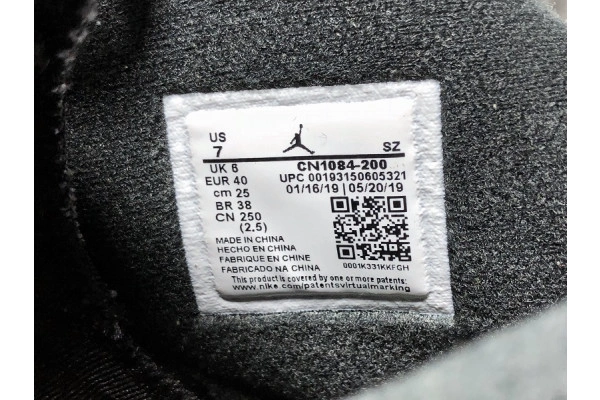 US
7
SZ
UK 6
EUR 40
cm 25
BR 38
CN 250
(2.5)
CN1084-200
UPC 00193150605321
01/16/19 | 05/20/19
MADE IN CHINA
HECHO EN CHINA
FABRIQUE EN CHINE
FABRICADO NA CHINA
0001K331KKFGH
This product is covered by one or more patents:
www.nike.com/patentsvirtualmarking